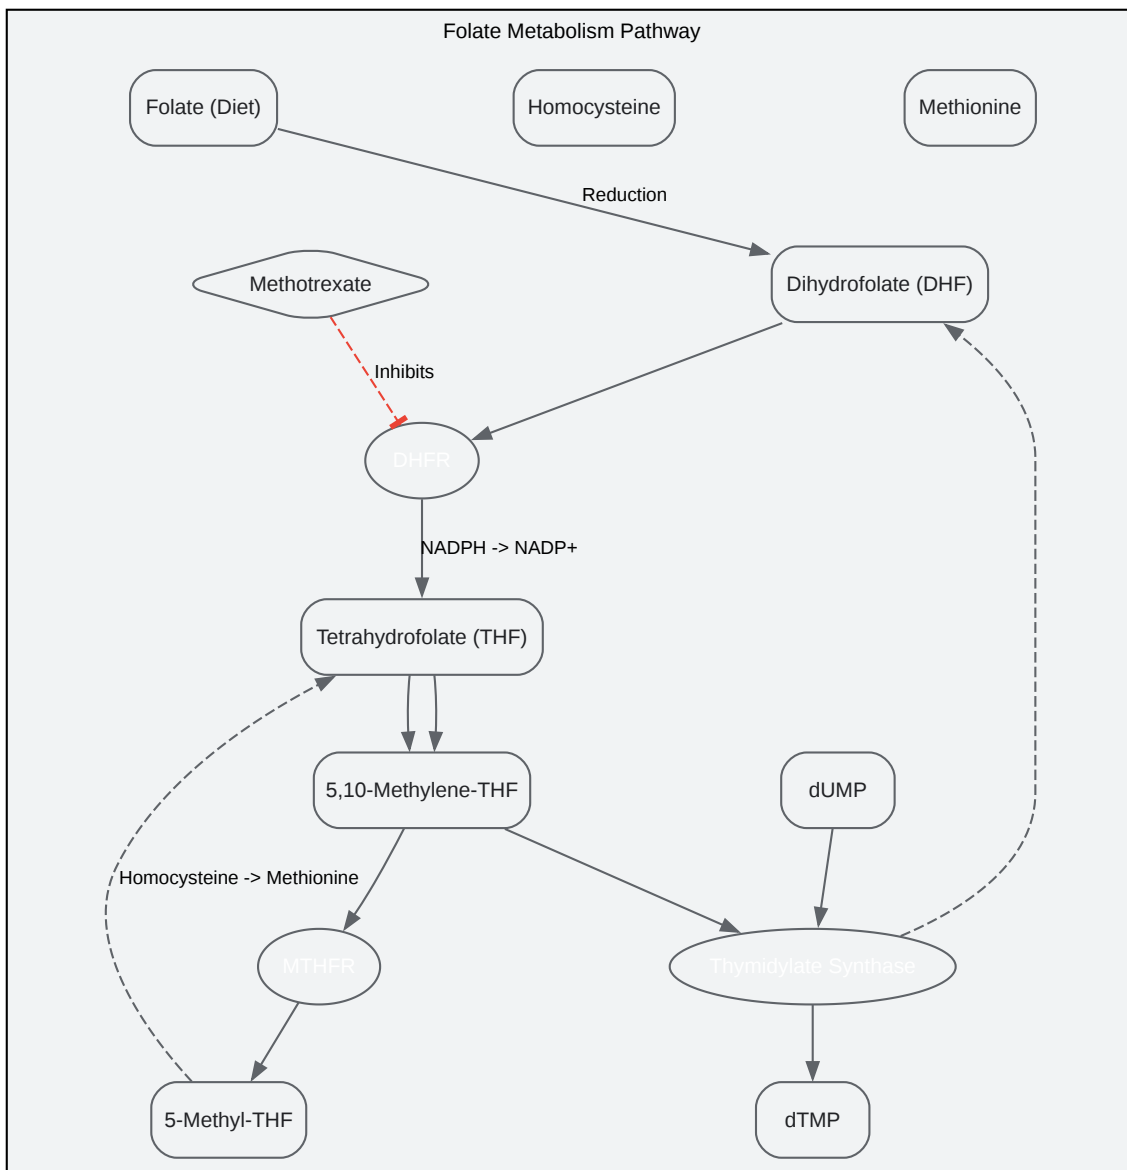 Folate Metabolism Pathway
Folate (Diet)
Homocysteine
Methionine
Reduction
Methotrexate
Dihydrofolate (DHF)
Inhibits
DHFR
NADPH -> NADP+
Tetrahydrofolate (THF)
5,10-Methylene-THF
dUMP
Homocysteine -> Methionine
MTHFR
Thymidylate Synthase
5-Methyl-THF
dTMP